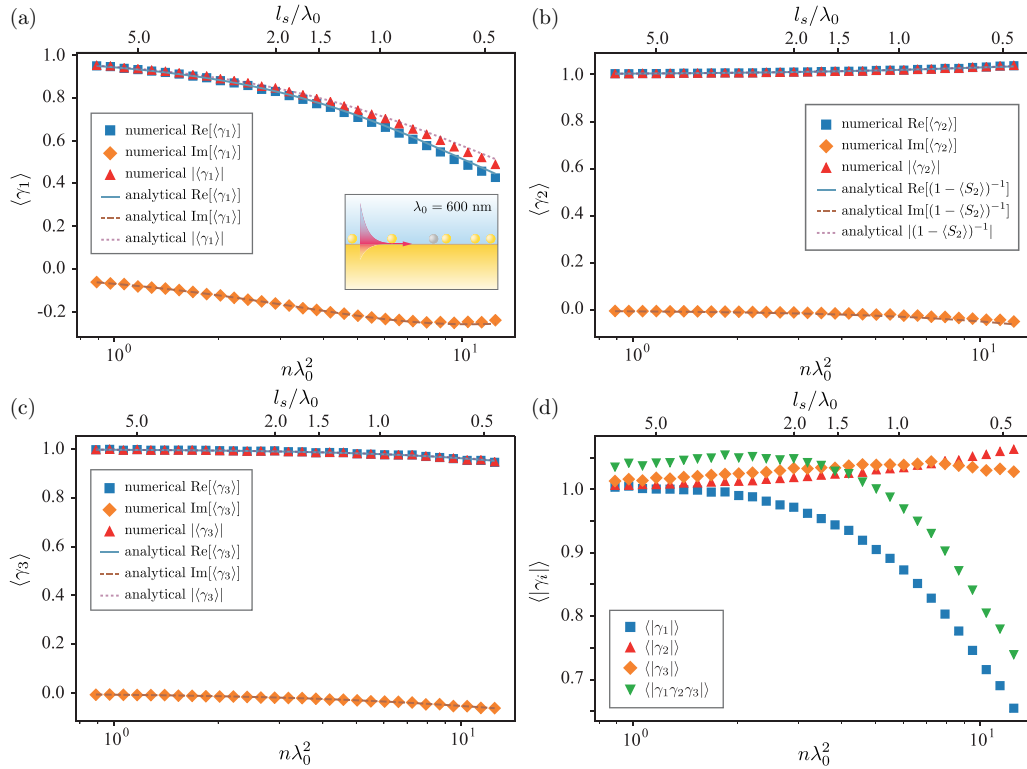 (a)
l_s/λ_0
5.0 2.0 1.5 1.0 0.5
1.0
0.8
0.6
0.4
0.2
0.0
-0.2
⟨γ_1⟩
numerical Re[⟨γ_1⟩]
numerical Im[⟨γ_1⟩]
numerical |⟨γ_1⟩|
analytical Re[⟨γ_1⟩]
analytical Im[⟨γ_1⟩]
analytical |⟨γ_1⟩|
λ_0 = 600 nm
10^0 10^1
nλ_0^2
(b)
l_s/λ_0
5.0 2.0 1.5 1.0 0.5
1.0
0.8
0.6
0.4
0.2
0.0
⟨γ_2⟩
numerical Re[⟨γ_2⟩]
numerical Im[⟨γ_2⟩]
numerical |⟨γ_2⟩|
analytical Re[(1−⟨S_2⟩)^{-1}]
analytical Im[(1−⟨S_2⟩)^{-1}]
analytical |(1−⟨S_2⟩)^{-1}|
10^0 10^1
nλ_0^2
(c)
l_s/λ_0
5.0 2.0 1.5 1.0 0.5
1.0
0.8
0.6
0.4
0.2
0.0
⟨γ_3⟩
numerical Re[⟨γ_3⟩]
numerical Im[⟨γ_3⟩]
numerical |⟨γ_3⟩|
analytical Re[⟨γ_3⟩]
analytical Im[⟨γ_3⟩]
analytical |⟨γ_3⟩|
10^0 10^1
nλ_0^2
(d)
l_s/λ_0
5.0 2.0 1.5 1.0 0.5
1.0
0.9
0.8
0.7
⟨|γ_i|⟩
⟨|γ_1|⟩
⟨|γ_2|⟩
⟨|γ_3|⟩
⟨|γ_1γ_2γ_3|⟩
10^0 10^1
nλ_0^2